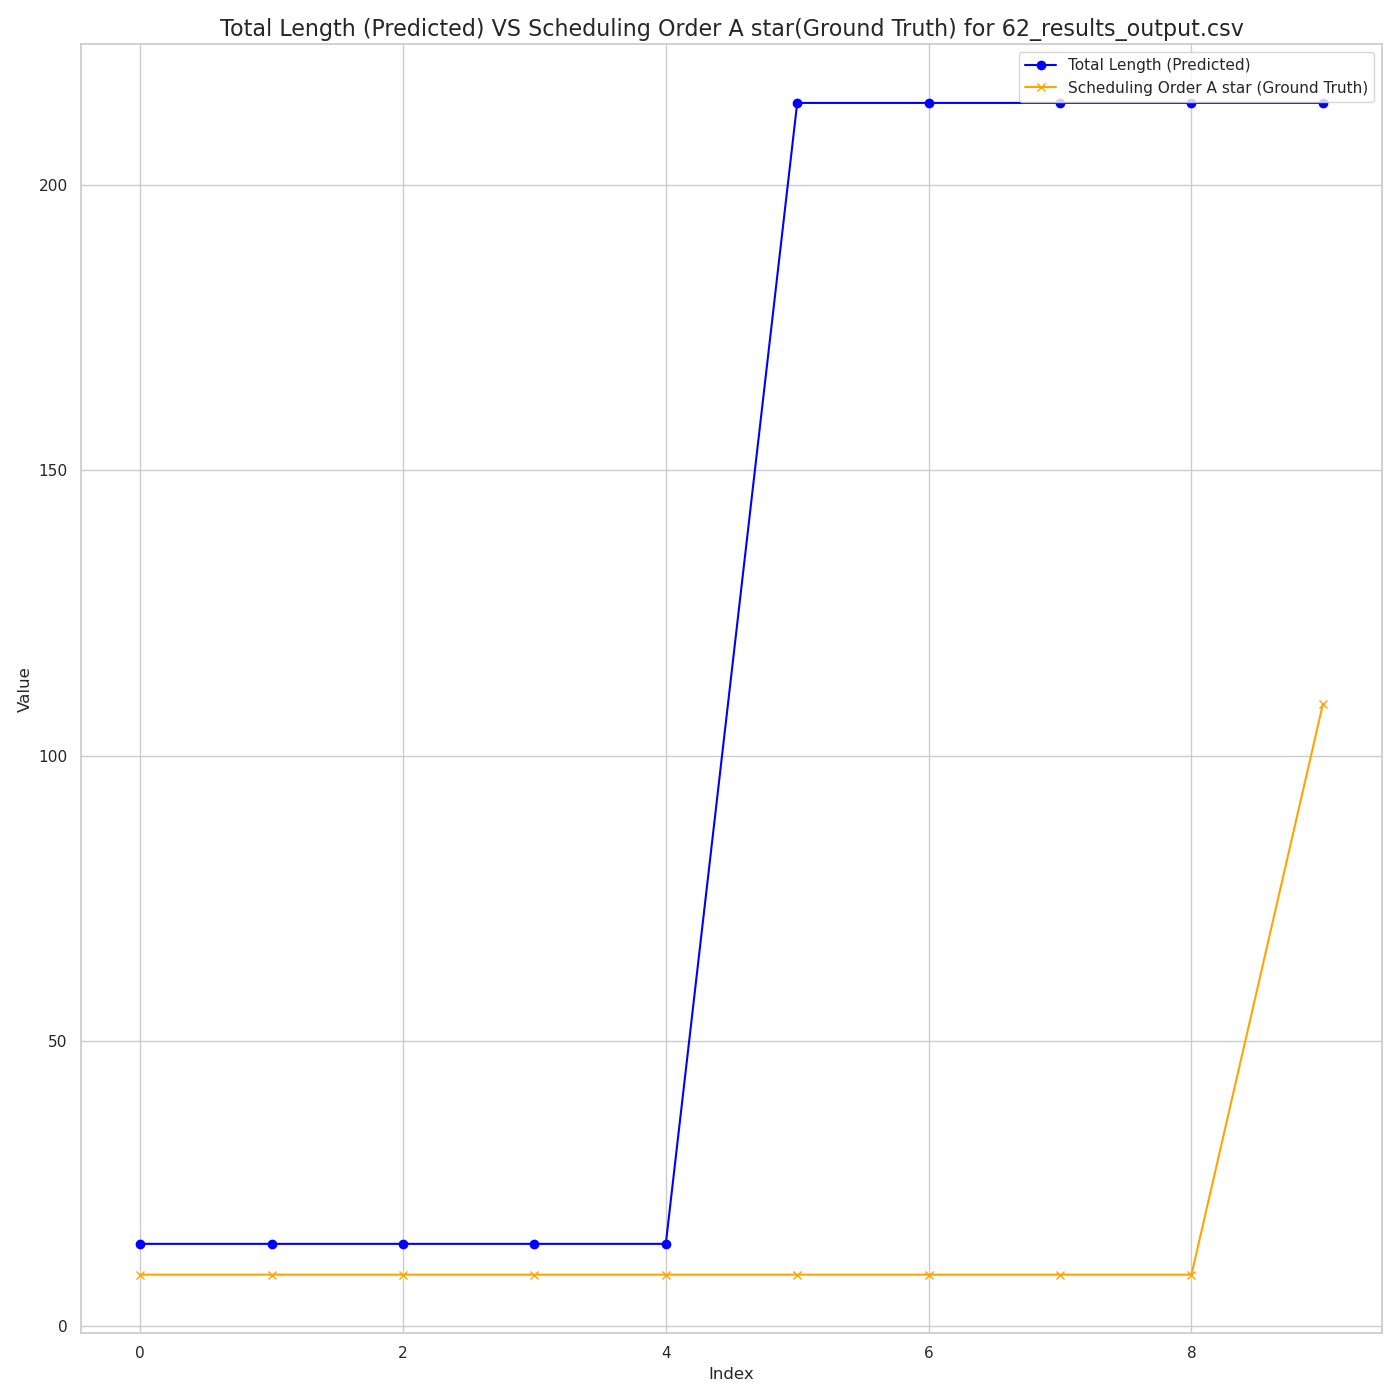 Total Length (Predicted) VS Scheduling Order A star(Ground Truth) for 62_results_output.csv
Total Length (Predicted)
Scheduling Order A star (Ground Truth)
200
150
100
50
0
Value
0 2 4 6 8
Index